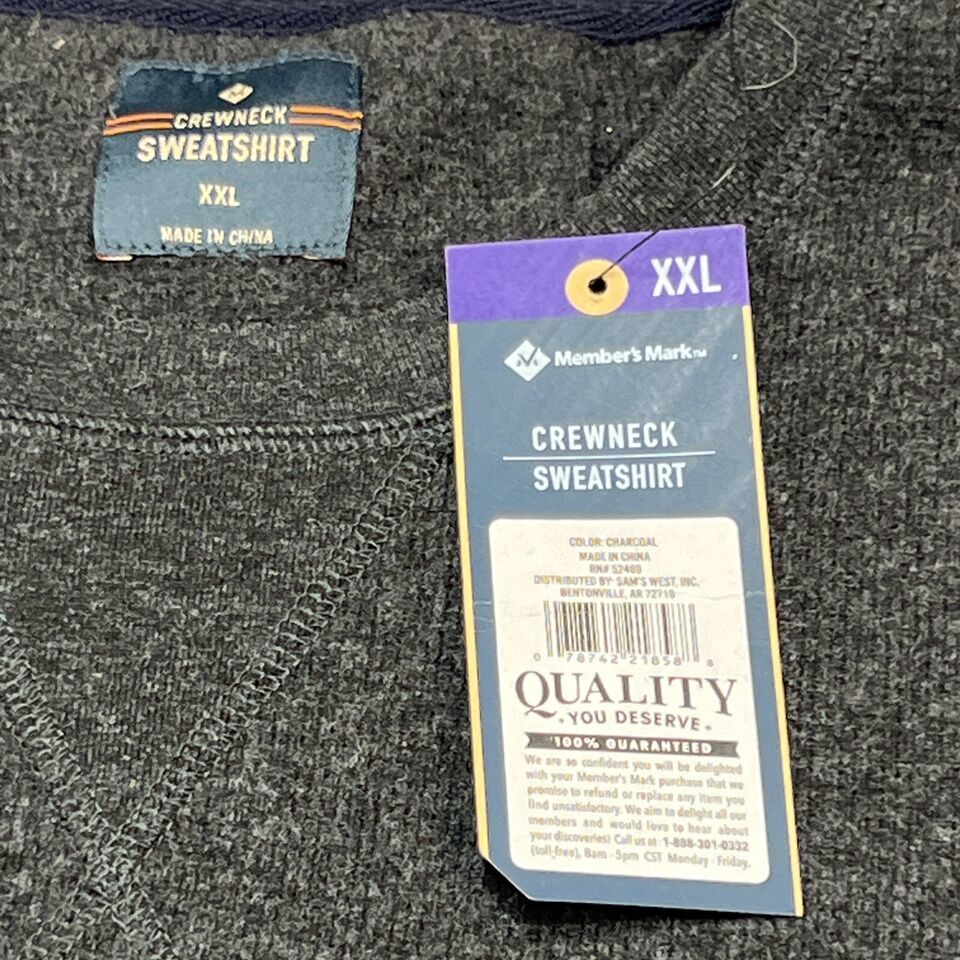 CREWNECK
SWEATSHIRT
XXL
MADE IN CHINA
XXL
Member's Mark™
CREWNECK
SWEATSHIRT
COLOR: CHARCOAL
MADE IN CHINA
RN# 52469
DISTRIBUTED BY: SAM'S WEST, INC.
BENTONVILLE, AR 72716
0 78742 21858 8
QUALITY
• YOU DESERVE •
100% GUARANTEED
We are so confident you will be delighted
with your Member's Mark purchase that we
promise to refund or replace any item you
find unsatisfactory. We aim to delight all our
members and would love to hear about
your discoveries! Call us at: 1-888-301-0332
(toll-free), 8am - 5pm CST Monday - Friday.